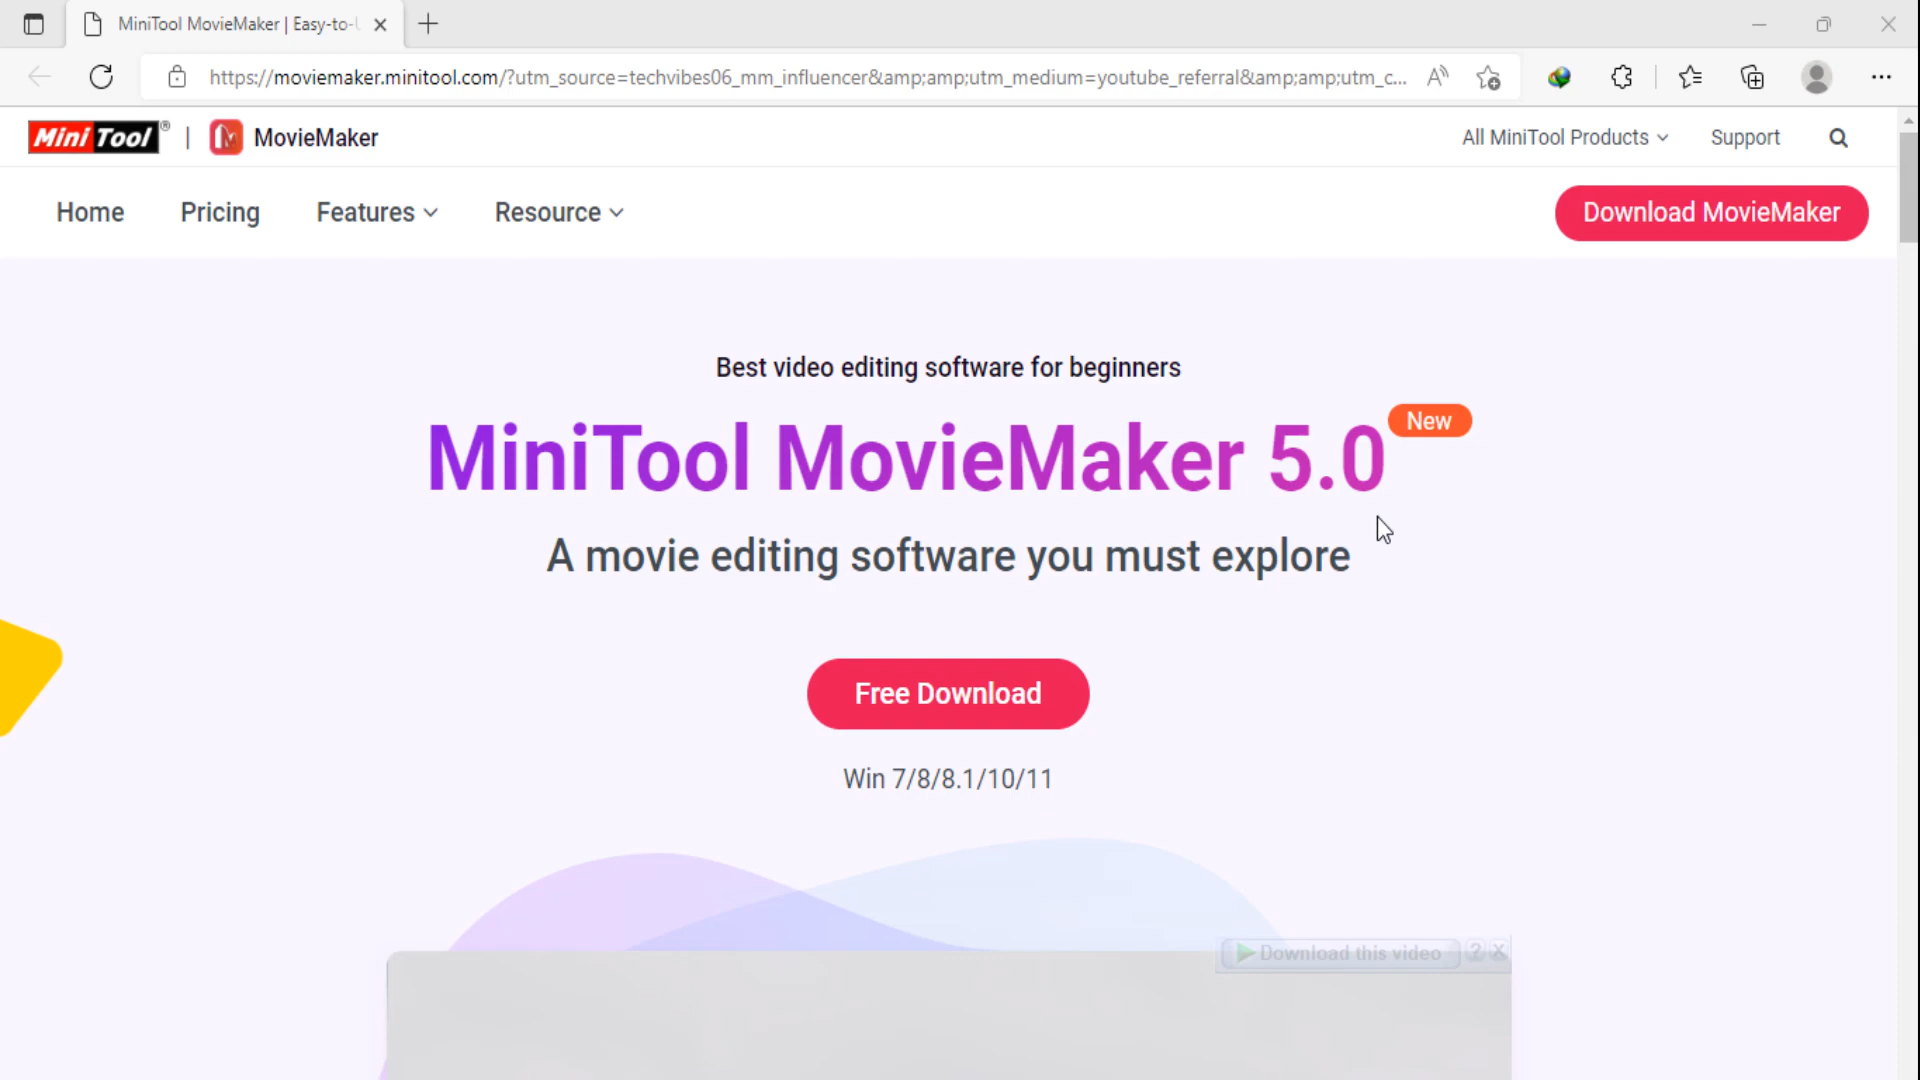 MiniTool MovieMaker | Easy-to-
https://moviemaker.minitool.com/?utm_source=techvibes06_mm_influencer&amp;amp;utm_medium=youtube_referral&amp;amp;utm_c...
Mini Tool® | MovieMaker
All MiniTool Products
Support
Home
Pricing
Features
Resource
Download MovieMaker
Best video editing software for beginners
MiniTool MovieMaker 5.0
New
A movie editing software you must explore
Free Download
Win 7/8/8.1/10/11
Download this video ? X